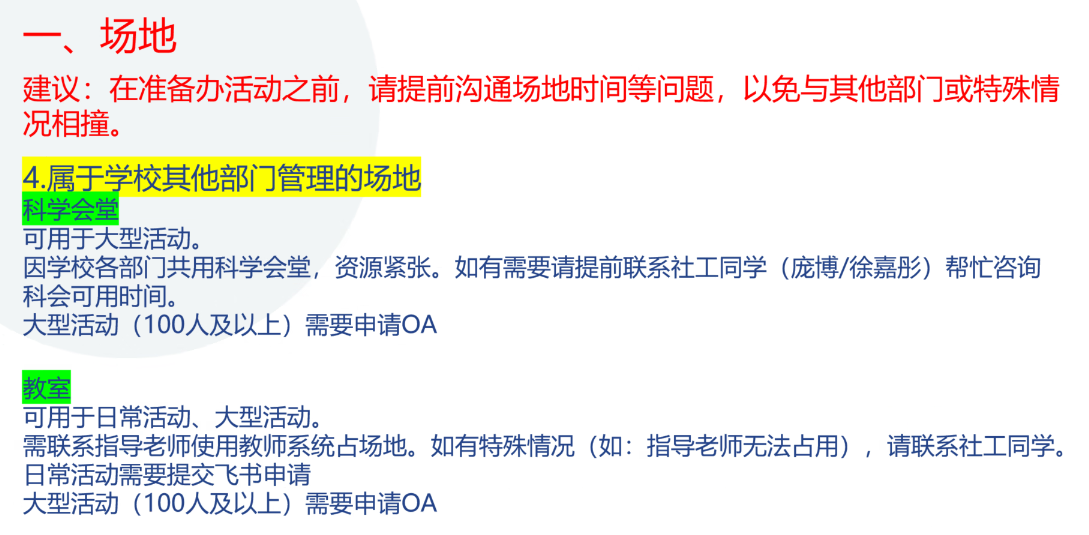 一、场地
建议：在准备办活动之前，请提前沟通场地时间等问题，以免与其他部门或特殊情
况相撞。
4.属于学校其他部门管理的场地
科学会堂
可用于大型活动。
因学校各部门共用科学会堂，资源紧张。如有需要请提前联系社工同学（庞博/徐嘉彤）帮忙咨询
科会可用时间。
大型活动（100人及以上）需要申请OA
教室
可用于日常活动、大型活动。
需联系指导老师使用教师系统占场地。如有特殊情况（如：指导老师无法占用），请联系社工同学。
日常活动需要提交飞书申请
大型活动（100人及以上）需要申请OA